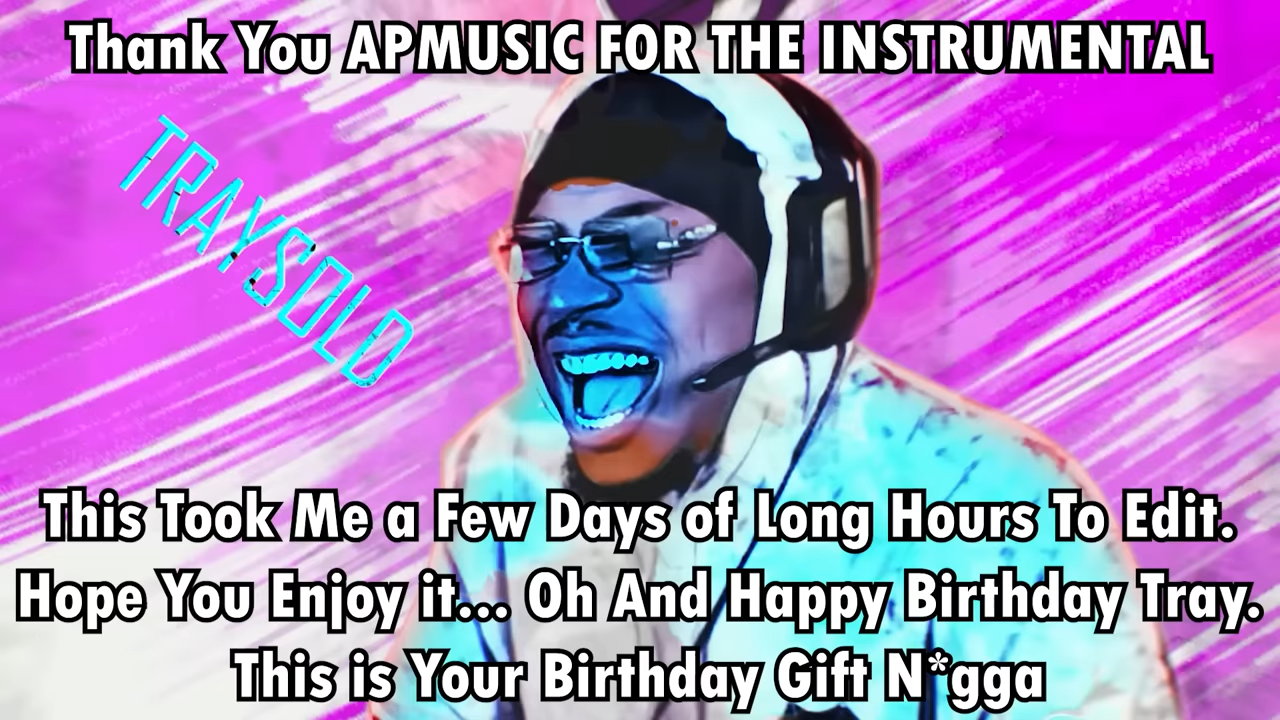 Thank You APMUSIC FOR THE INSTRUMENTAL
TRAYSOLD
This Took Me a Few Days of Long Hours To Edit.
Hope You Enjoy it... Oh And Happy Birthday Tray.
This is Your Birthday Gift N*gga